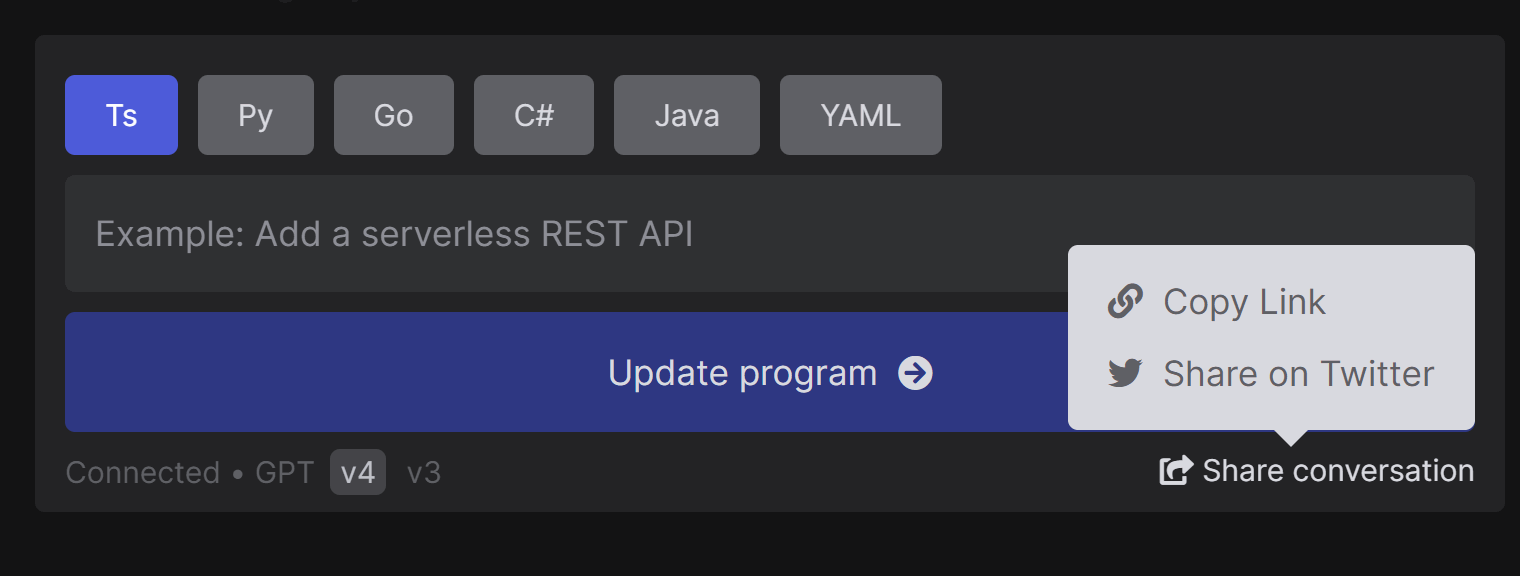 Ts Py Go C# Java YAML
Example: Add a serverless REST API
Copy Link
Update program
Share on Twitter
Connected • GPT v4 v3
Share conversation